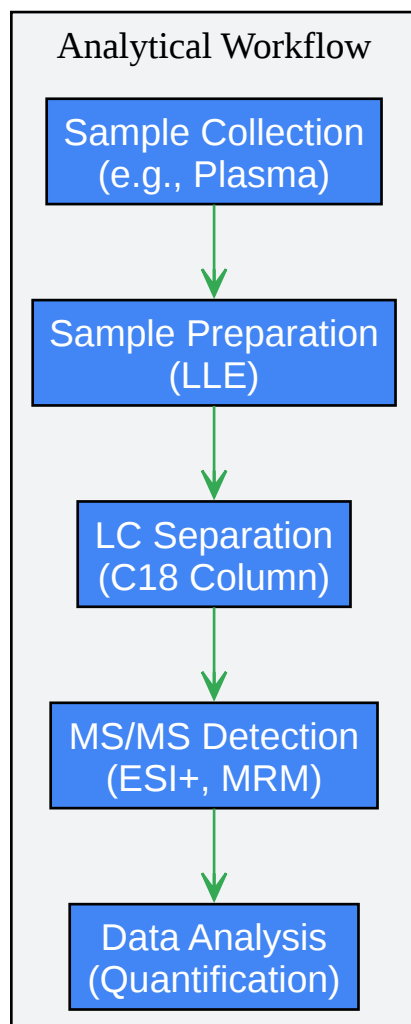 Analytical Workflow
Sample Collection
(e.g., Plasma)
Sample Preparation
(LLE)
LC Separation
(C18 Column)
MS/MS Detection
(ESI+, MRM)
Data Analysis
(Quantification)